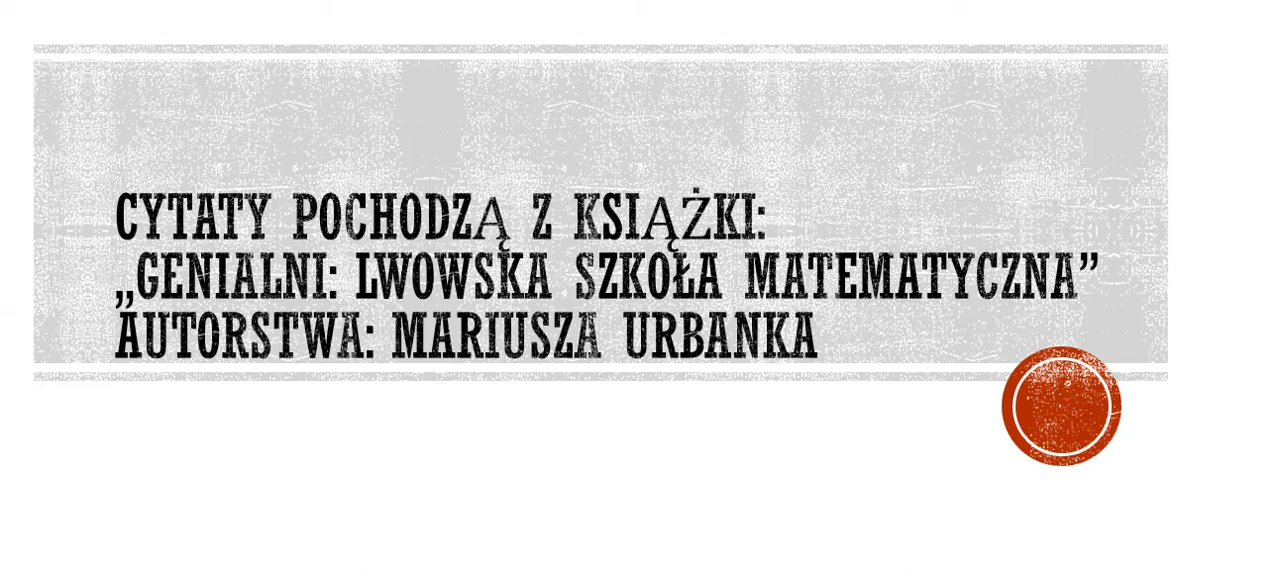 CYTATY POCHODZĄ Z KSIĄŻKI:
„GENIALNI: LWOWSKA SZKOŁA MATEMATYCZNA”
AUTORSTWA: MARIUSZA URBANKA